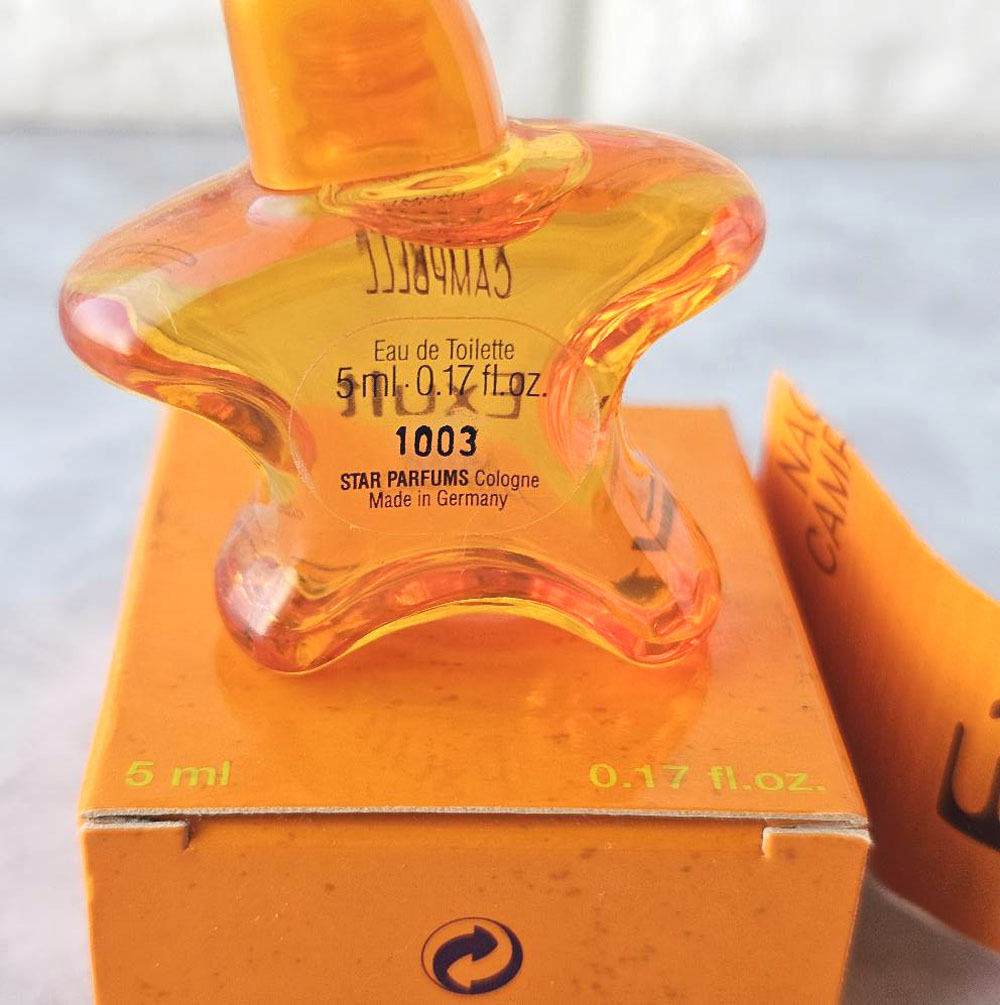 CAMPBELL
Eau de Toilette
5 ml · 0.17 fl.oz.
1003
STAR PARFUMS Cologne
Made in Germany
5 ml
0.17 fl.oz.